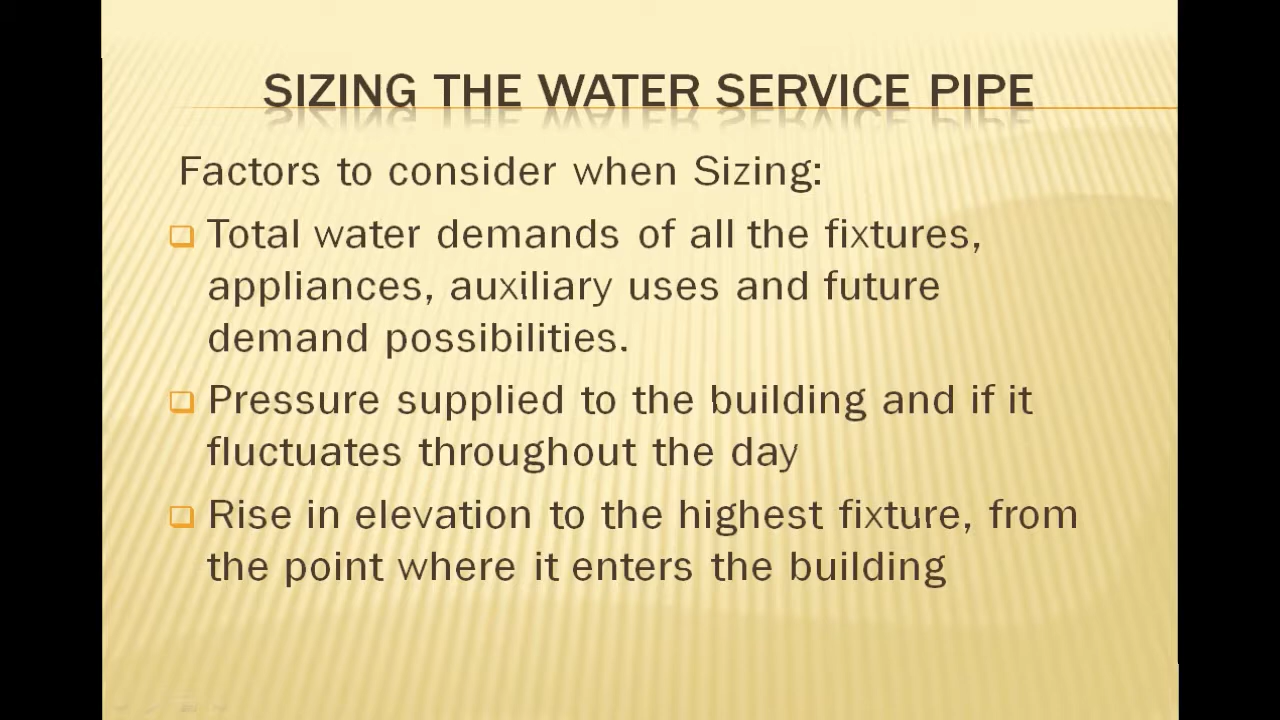 SIZING THE WATER SERVICE PIPE
Factors to consider when Sizing:
Total water demands of all the fixtures,
appliances, auxiliary uses and future
demand possibilities.
Pressure supplied to the building and if it
fluctuates throughout the day
Rise in elevation to the highest fixture, from
the point where it enters the building